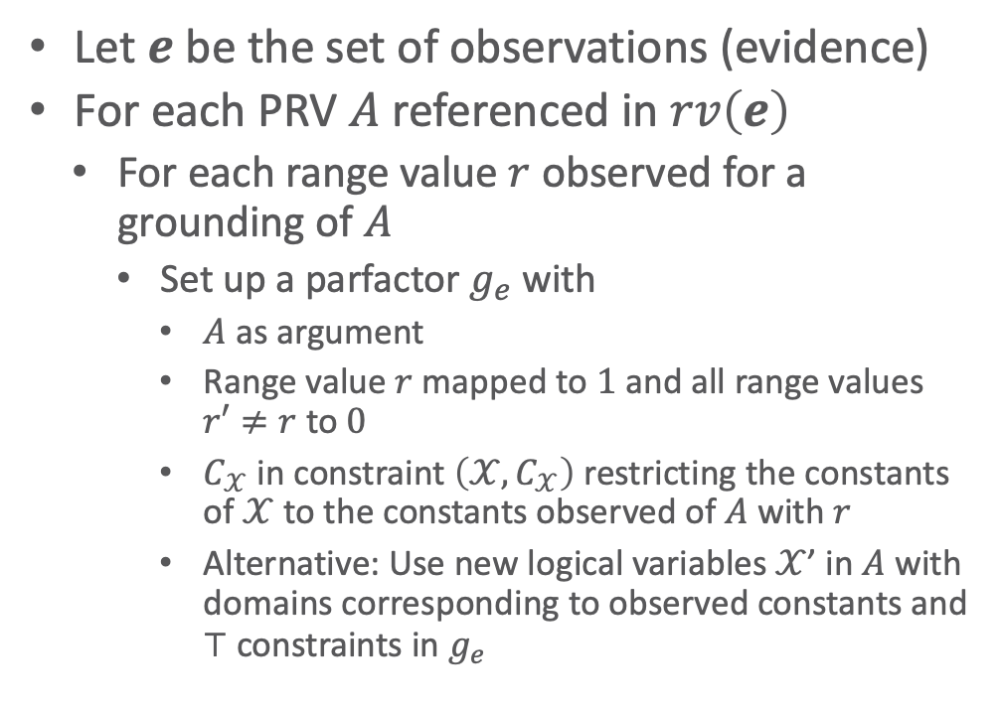 • Let 𝒆 be the set of observations (evidence)
• For each PRV 𝐴 referenced in 𝑟𝑣(𝒆)
• For each range value 𝑟 observed for a
grounding of 𝐴
• Set up a parfactor 𝑔ₑ with
• 𝐴 as argument
• Range value 𝑟 mapped to 1 and all range values
𝑟′ ≠ 𝑟 to 0
• 𝐶_𝒳 in constraint (𝒳, 𝐶_𝒳) restricting the constants
of 𝒳 to the constants observed of 𝐴 with 𝑟
• Alternative: Use new logical variables 𝒳’ in 𝐴 with
domains corresponding to observed constants and
⊤ constraints in 𝑔ₑ